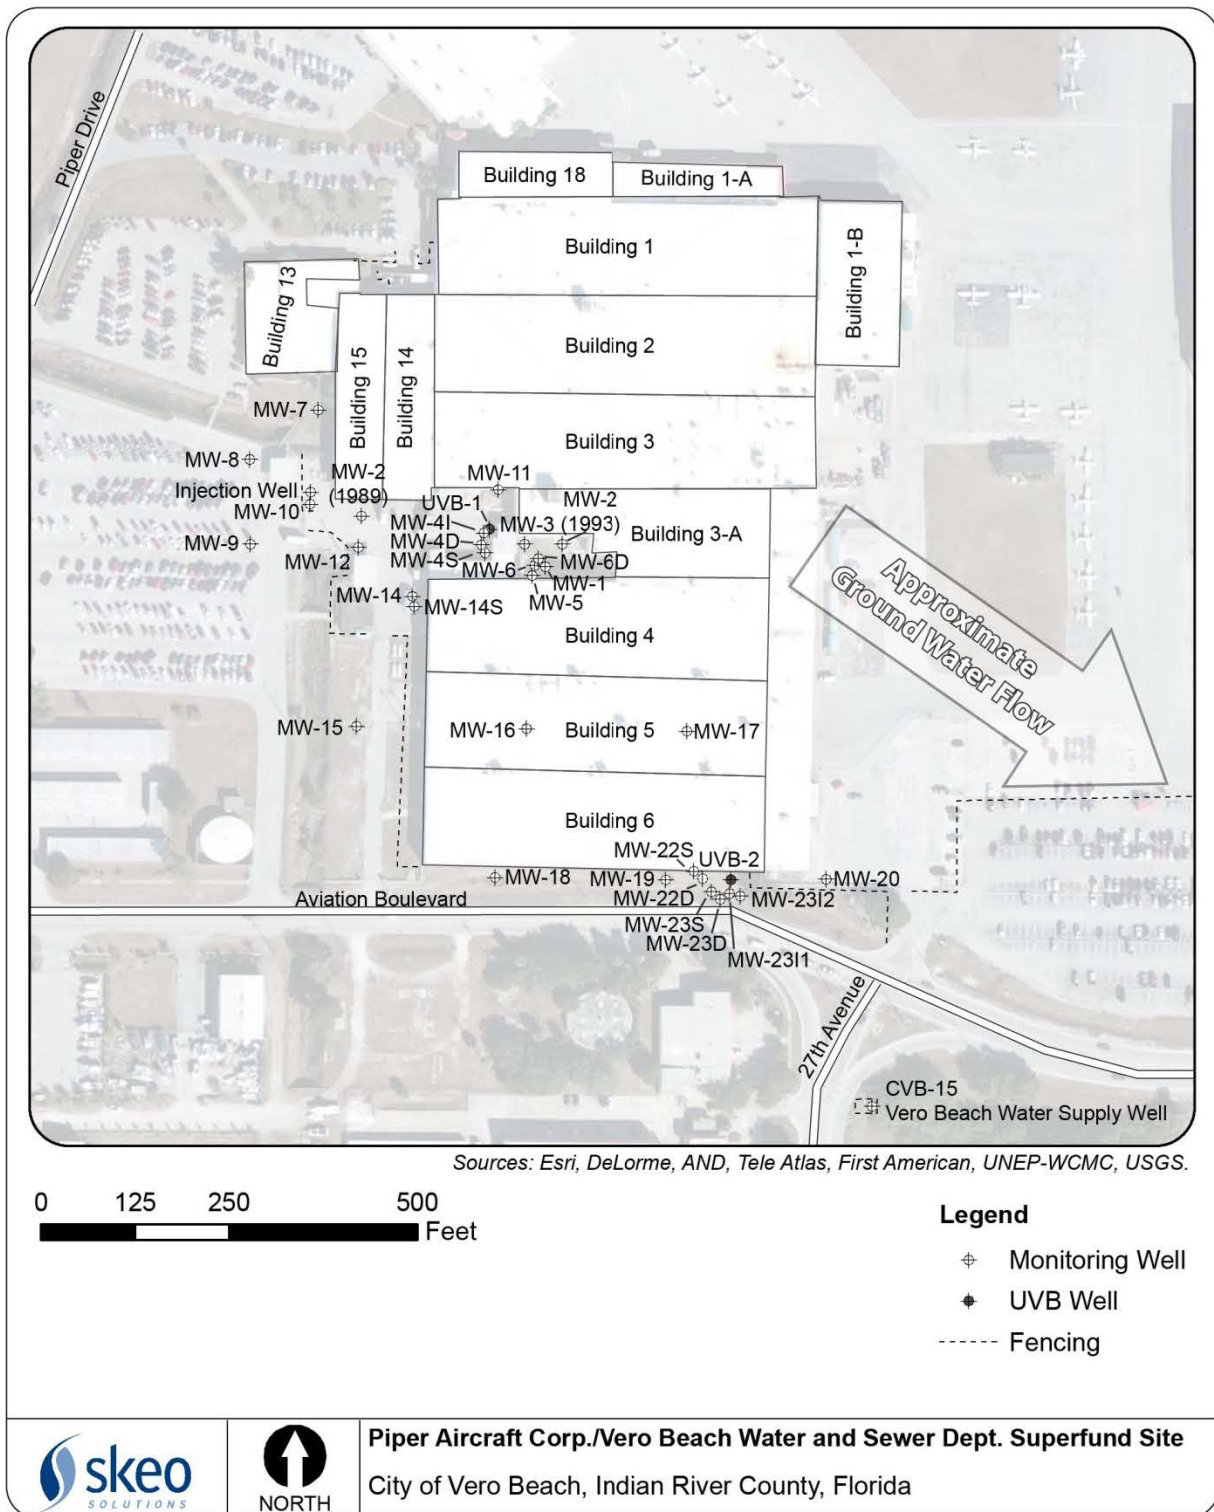 Piper Drive
Building 18
Building 1-A
Building 1
Building 1-B
Building 13
Building 2
Building 15
Building 14
MW-7
Building 3
MW-8
MW-2
(1989)
MW-11
Injection Well
MW-10
UVB-1
MW-2
MW-4I
MW-3 (1993)
Building 3-A
MW-9
MW-4D
MW-12
MW-4S
MW-6
MW-6D
MW-1
MW-5
Approximate
Ground Water Flow
MW-14
MW-14S
Building 4
MW-15
MW-16
Building 5
MW-17
Building 6
MW-22S
UVB-2
MW-18
MW-19
MW-20
MW-22D
MW-23I2
Aviation Boulevard
MW-23S
MW-23D
MW-23I1
27th Avenue
CVB-15
Vero Beach Water Supply Well
Sources: Esri, DeLorme, AND, Tele Atlas, First American, UNEP-WCMC, USGS.
0 125 250 500
Feet
Legend
Monitoring Well
UVB Well
Fencing
skeo
SOLUTIONS
NORTH
Piper Aircraft Corp./Vero Beach Water and Sewer Dept. Superfund Site
City of Vero Beach, Indian River County, Florida